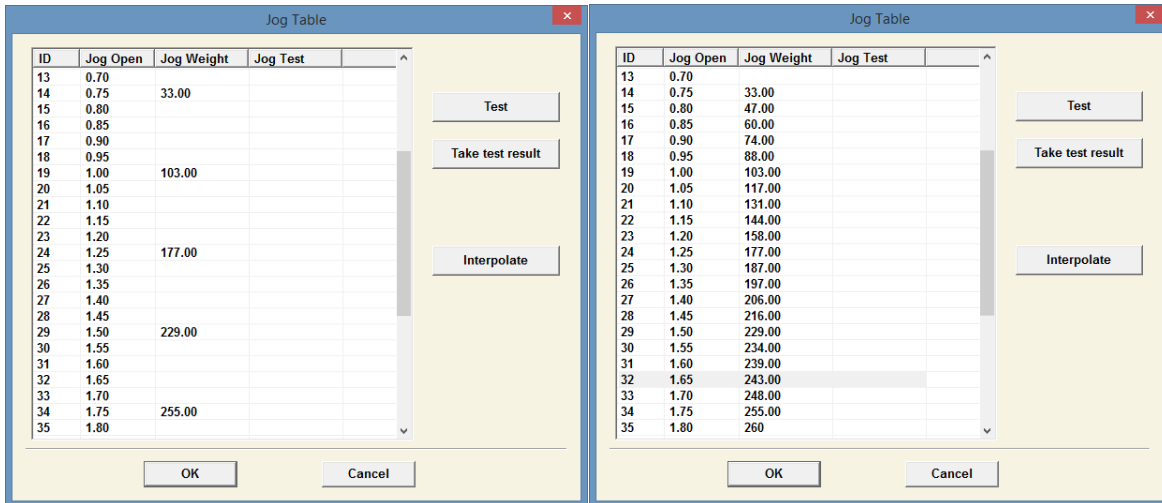 Jog Table
ID Jog Open Jog Weight Jog Test
13 0.70
14 0.75 33.00
15 0.80
16 0.85
17 0.90
18 0.95
19 1.00 103.00
20 1.05
21 1.10
22 1.15
23 1.20
24 1.25 177.00
25 1.30
26 1.35
27 1.40
28 1.45
29 1.50 229.00
30 1.55
31 1.60
32 1.65
33 1.70
34 1.75 255.00
35 1.80
Test
Take test result
Interpolate
OK Cancel
Jog Table
ID Jog Open Jog Weight Jog Test
13 0.70
14 0.75 33.00
15 0.80 47.00
16 0.85 60.00
17 0.90 74.00
18 0.95 88.00
19 1.00 103.00
20 1.05 117.00
21 1.10 131.00
22 1.15 144.00
23 1.20 158.00
24 1.25 177.00
25 1.30 187.00
26 1.35 197.00
27 1.40 206.00
28 1.45 216.00
29 1.50 229.00
30 1.55 234.00
31 1.60 239.00
32 1.65 243.00
33 1.70 248.00
34 1.75 255.00
35 1.80 260
Test
Take test result
Interpolate
OK Cancel